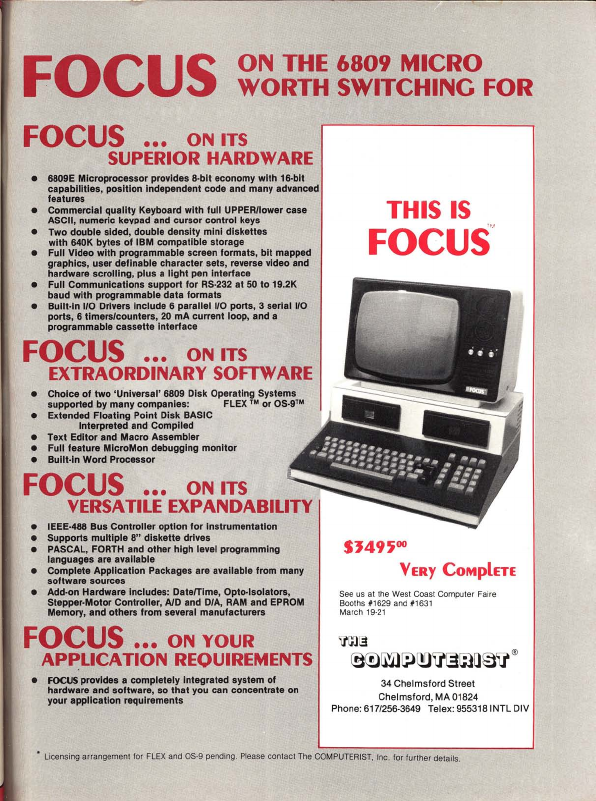 FOCUS ON THE 6809 MICRO
WORTH SWITCHING FOR
FOCUS ... ON ITS
SUPERIOR HARDWARE
● 6809E Microprocessor provides 8-bit economy with 16-bit
capabilities, position independent code and many advanced
features
● Commercial quality Keyboard with full UPPER/lower case
ASCII, numeric keypad and cursor control keys
● Two double sided, double density mini diskettes
with 640K bytes of IBM compatible storage
● Full Video with programmable screen formats, bit mapped
graphics, user definable character sets, reverse video and
hardware scrolling, plus a light pen interface
● Full Communications support for RS-232 at 50 to 19.2K
baud with programmable data formats
● Built-in I/O Drivers include 6 parallel I/O ports, 3 serial I/O
ports, 6 timers/counters, 20 mA current loop, and a
programmable cassette interface
FOCUS ... ON ITS
EXTRAORDINARY SOFTWARE
● Choice of two 'Universal' 6809 Disk Operating Systems
supported by many companies: FLEX ™ or OS-9™
● Extended Floating Point Disk BASIC
Interpreted and Compiled
● Text Editor and Macro Assembler
● Full feature MicroMon debugging monitor
● Built-in Word Processor
FOCUS ... ON ITS
VERSATILE EXPANDABILITY
● IEEE-488 Bus Controller option for instrumentation
● Supports multiple 8" diskette drives
● PASCAL, FORTH and other high level programming
languages are available
● Complete Application Packages are available from many
software sources
● Add-on Hardware includes: Date/Time, Opto-Isolators,
Stepper-Motor Controller, A/D and D/A, RAM and EPROM
Memory, and others from several manufacturers
FOCUS ... ON YOUR
APPLICATION REQUIREMENTS
● FOCUS provides a completely integrated system of
hardware and software, so that you can concentrate on
your application requirements
THIS IS
FOCUS™
FOCUS
$3495⁰⁰
VERY COMPLETE
See us at the West Coast Computer Faire
Booths #1629 and #1631
March 19-21
THE
COMPUTERIST®
34 Chelmsford Street
Chelmsford, MA 01824
Phone: 617/256-3649 Telex: 955318 INTL DIV
* Licensing arrangement for FLEX and OS-9 pending. Please contact The COMPUTERIST, Inc. for further details.